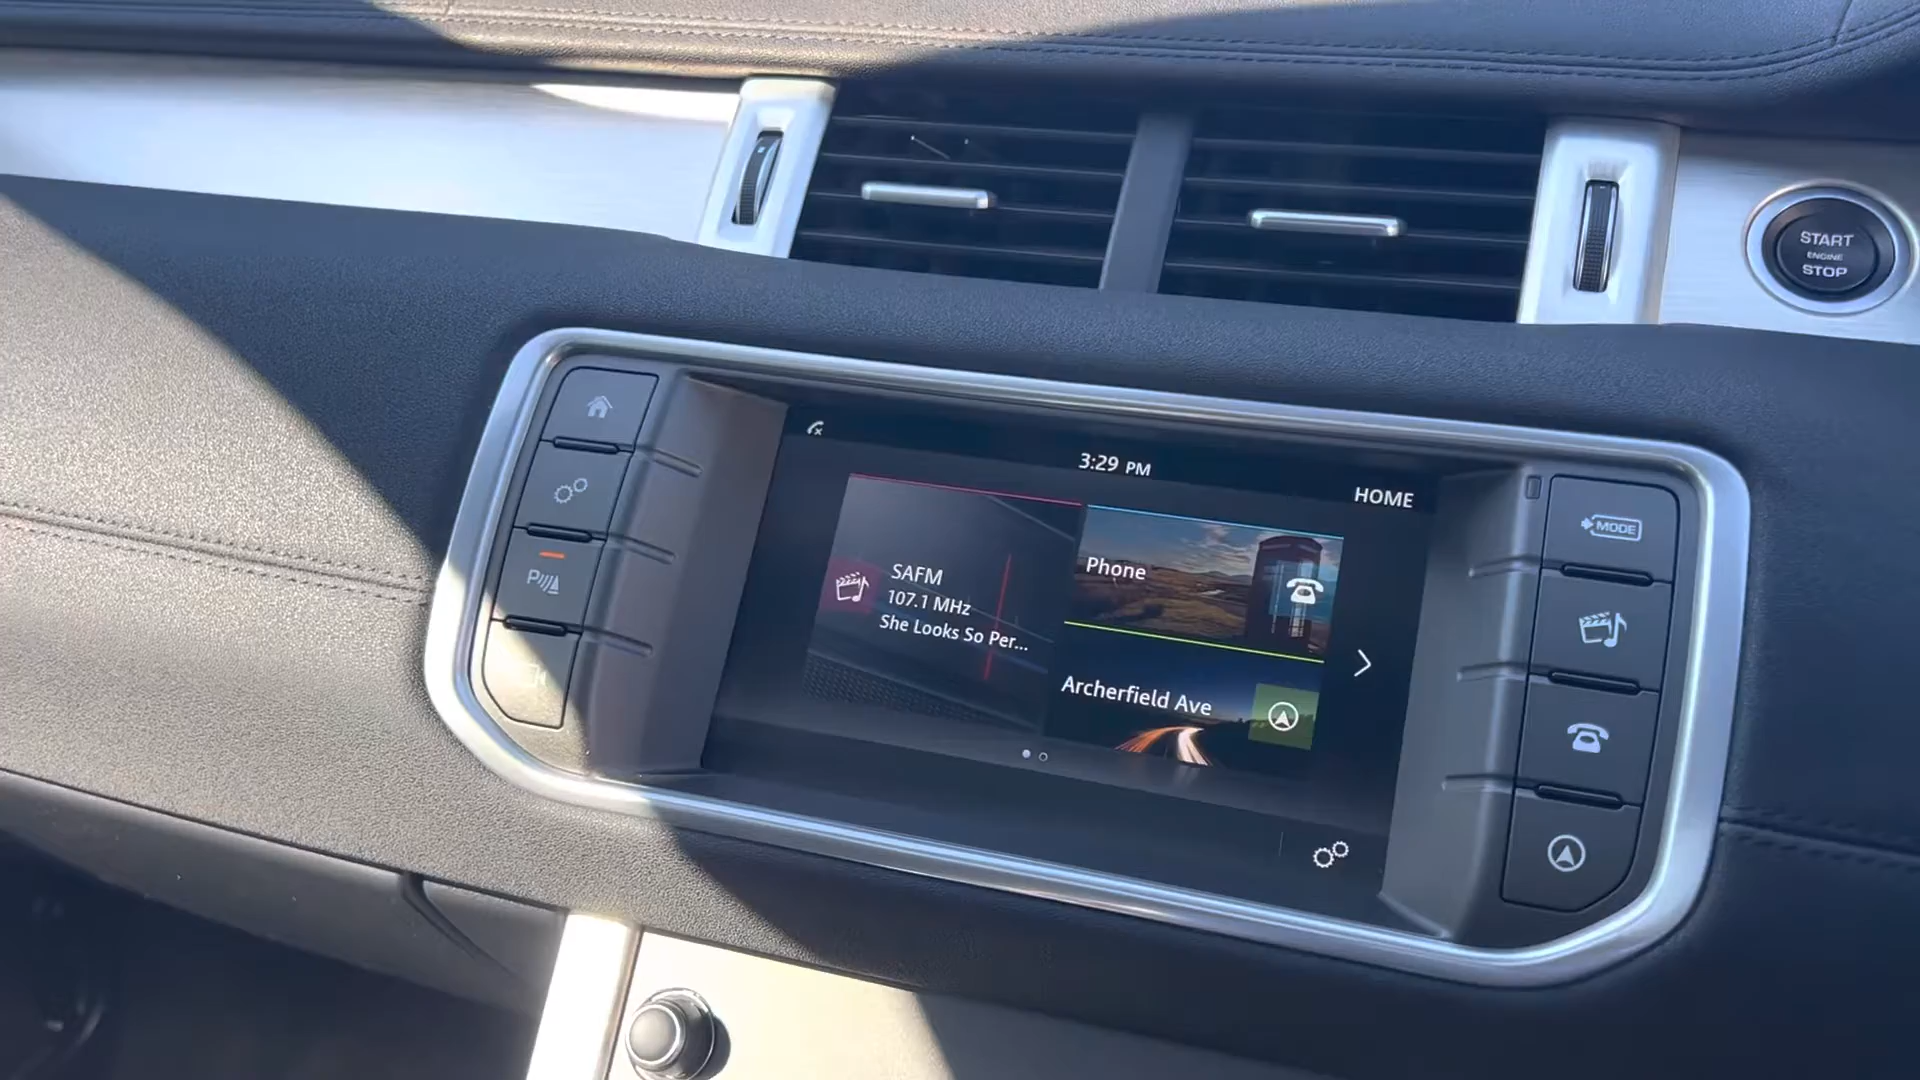 START
ENGINE
STOP
3:29 PM
HOME
MODE
SAFM
107.1 MHz
She Looks So Per...
Phone
Archerfield Ave
P